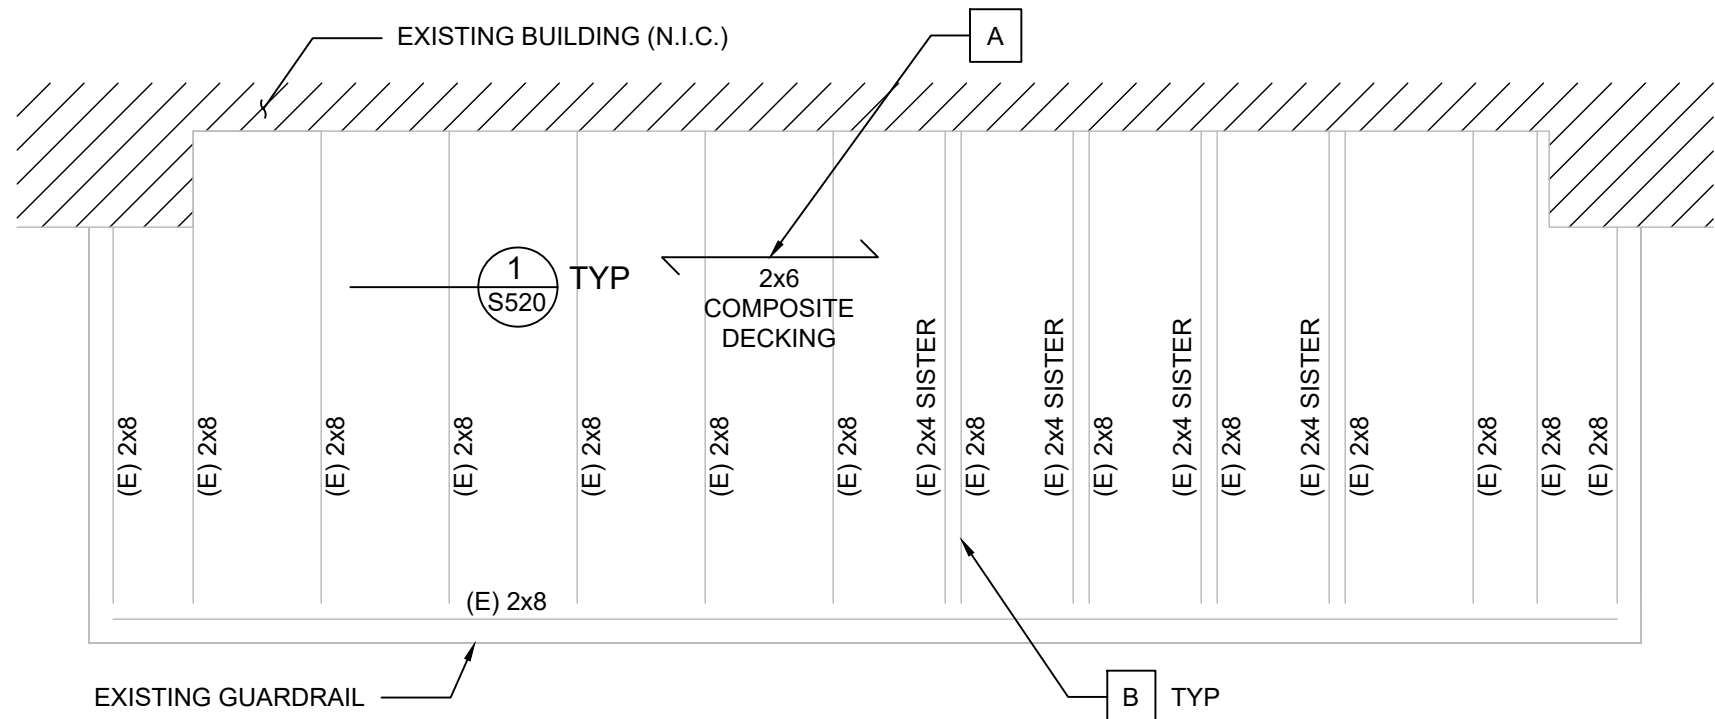 EXISTING BUILDING (N.I.C.)
A
1
S520
TYP
2x6
COMPOSITE
DECKING
(E) 2x8
(E) 2x8
(E) 2x8
(E) 2x8
(E) 2x8
(E) 2x8
(E) 2x8
(E) 2x4 SISTER
(E) 2x8
(E) 2x4 SISTER
(E) 2x8
(E) 2x4 SISTER
(E) 2x8
(E) 2x4 SISTER
(E) 2x8
(E) 2x8
(E) 2x8
(E) 2x8
(E) 2x8
EXISTING GUARDRAIL
B
TYP